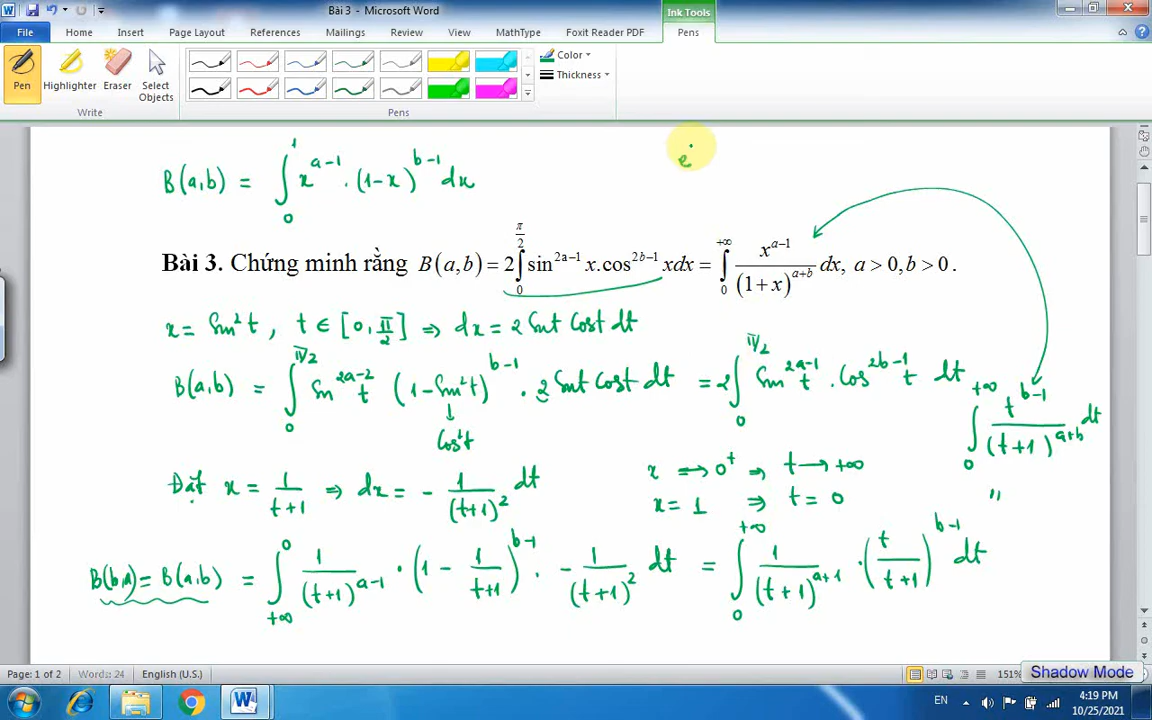 Bài 3 - Microsoft Word
Ink Tools
File Home Insert Page Layout References Mailings Review View MathType Foxit Reader PDF Pens
Pen Highlighter Eraser Select Objects
Color
Thickness
Write Pens
e
B(a,b) = ∫₀¹ x^{a-1} . (1-x)^{b-1} dx
Bài 3. Chứng minh rằng B(a,b) = 2∫₀^{π/2} sin^{2a-1} x.cos^{2b-1} xdx = ∫₀^{+∞} x^{a-1}/(1+x)^{a+b} dx, a > 0, b > 0 .
x = sin²t , t ∈ [0, π/2] ⇒ dx = 2 sint cost dt
B(a,b) = ∫₀^{π/2} sin^{2a-2} t (1-sin²t)^{b-1} . 2 sint cost dt = 2∫₀^{π/2} sin^{2a-1} t . cos^{2b-1} t dt
↓
cos²t
∫₀^{+∞} t^{b-1}/(t+1)^{a+b} dt
"
Đặt x = 1/(t+1) ⇒ dx = - 1/(t+1)² dt
x → 0⁺ ⇒ t → +∞
x = 1 ⇒ t = 0
B(b,a) = B(a,b) = ∫_{+∞}^0 1/(t+1)^{a-1} . (1 - 1/(t+1))^{b-1} . - 1/(t+1)² dt = ∫₀^{+∞} 1/(t+1)^{a+1} . (t/(t+1))^{b-1} dt
Page: 1 of 2 Words: 24 English (U.S.) 151%
Shadow Mode
EN 4:19 PM
10/25/2021